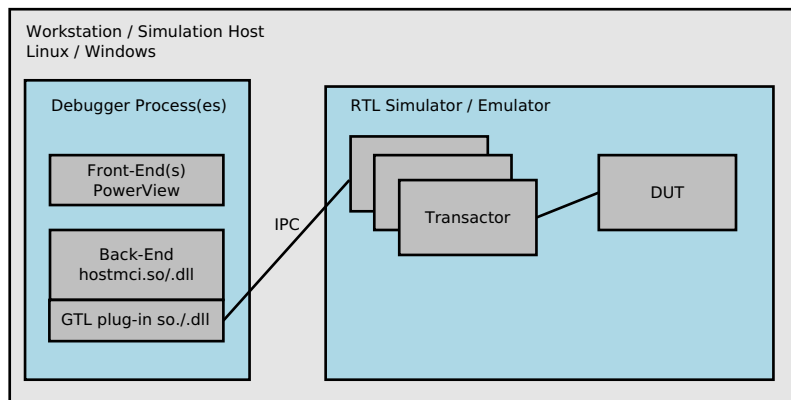 Workstation / Simulation Host
Linux / Windows
Debugger Process(es)
Front-End(s)
PowerView
Back-End
hostmci.so/.dll
GTL plug-in so./.dll
IPC
RTL Simulator / Emulator
Transactor
DUT